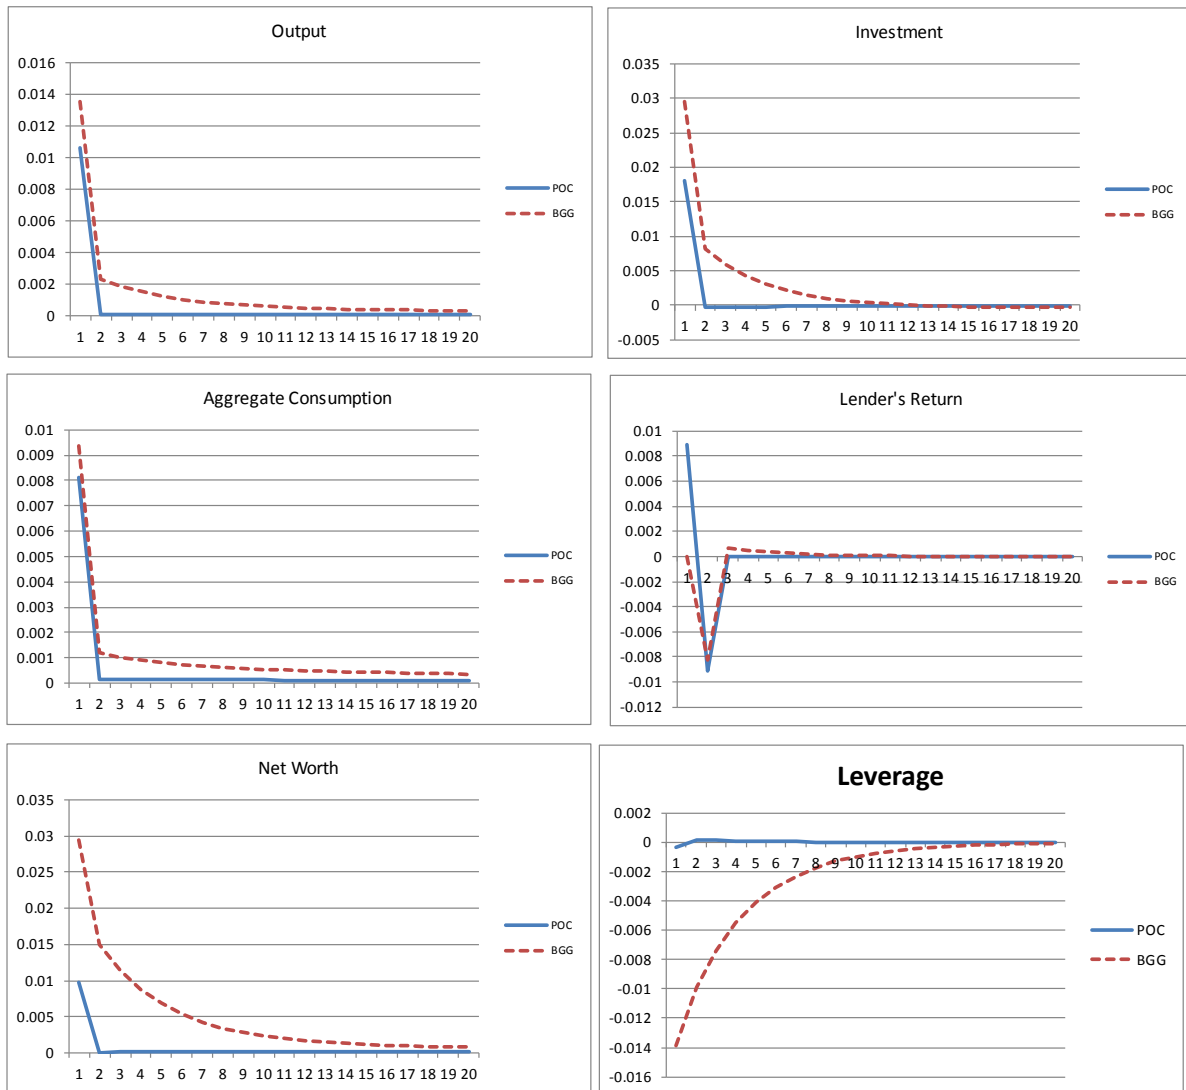 Output
0.016
0.014
0.012
0.01
0.008
0.006
0.004
0.002
0
1 2 3 4 5 6 7 8 9 10 11 12 13 14 15 16 17 18 19 20
POC
BGG
Investment
0.035
0.03
0.025
0.02
0.015
0.01
0.005
0
-0.005
1 2 3 4 5 6 7 8 9 10 11 12 13 14 15 16 17 18 19 20
POC
BGG
Aggregate Consumption
0.01
0.009
0.008
0.007
0.006
0.005
0.004
0.003
0.002
0.001
0
1 2 3 4 5 6 7 8 9 10 11 12 13 14 15 16 17 18 19 20
POC
BGG
Lender's Return
0.01
0.008
0.006
0.004
0.002
0
-0.002
-0.004
-0.006
-0.008
-0.01
-0.012
1 2 3 4 5 6 7 8 9 10 11 12 13 14 15 16 17 18 19 20
POC
BGG
Net Worth
0.035
0.03
0.025
0.02
0.015
0.01
0.005
0
1 2 3 4 5 6 7 8 9 10 11 12 13 14 15 16 17 18 19 20
POC
BGG
Leverage
0.002
0
-0.002
-0.004
-0.006
-0.008
-0.01
-0.012
-0.014
-0.016
1 2 3 4 5 6 7 8 9 10 11 12 13 14 15 16 17 18 19 20
POC
BGG